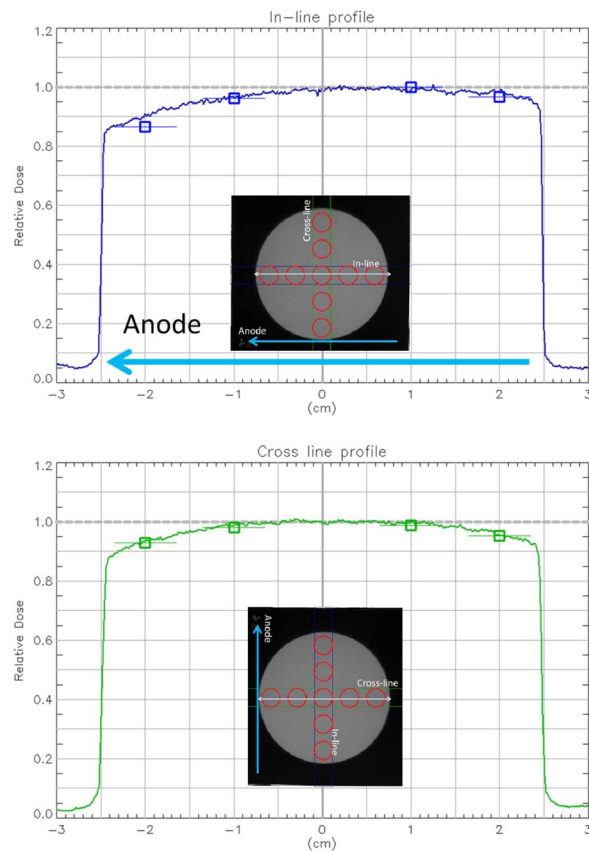 In-line profile
1.2
1.0
0.8
0.6
0.4
0.2
0.0
Relative Dose
Cross-line
In-line
Anode
Anode
−3
−2
−1
0
1
2
3
(cm)
Cross line profile
1.2
1.0
0.8
0.6
0.4
0.2
0.0
Relative Dose
Anode
Cross-line
In-line
−3
−2
−1
0
1
2
3
(cm)